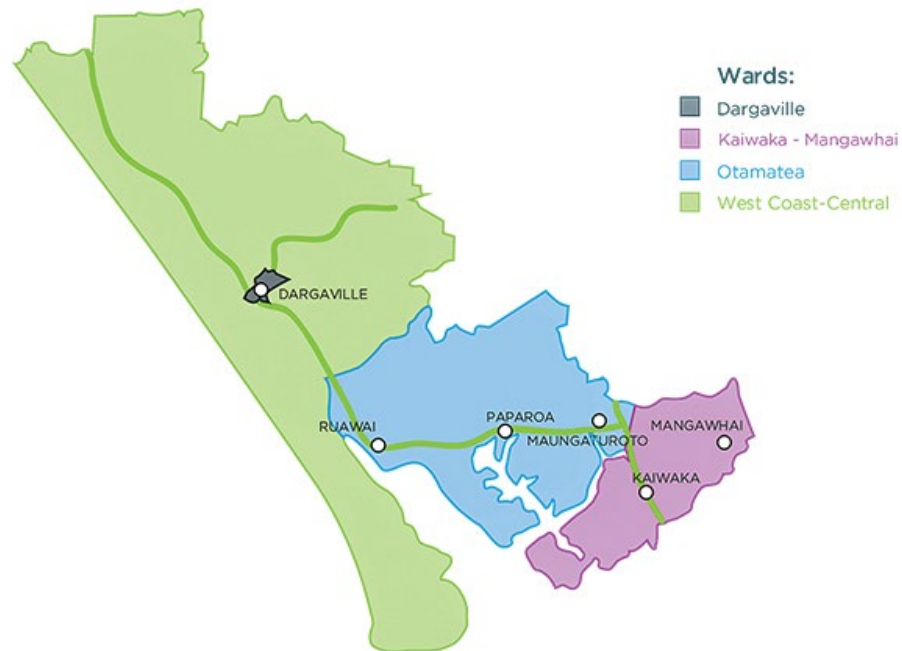 Wards:
Dargaville
Kaiwaka - Mangawhai
Otamatea
West Coast-Central
DARGAVILLE
RUAWAI
PAPAROA
MAUNGATUROTO
MANGAWHAI
KAIWAKA